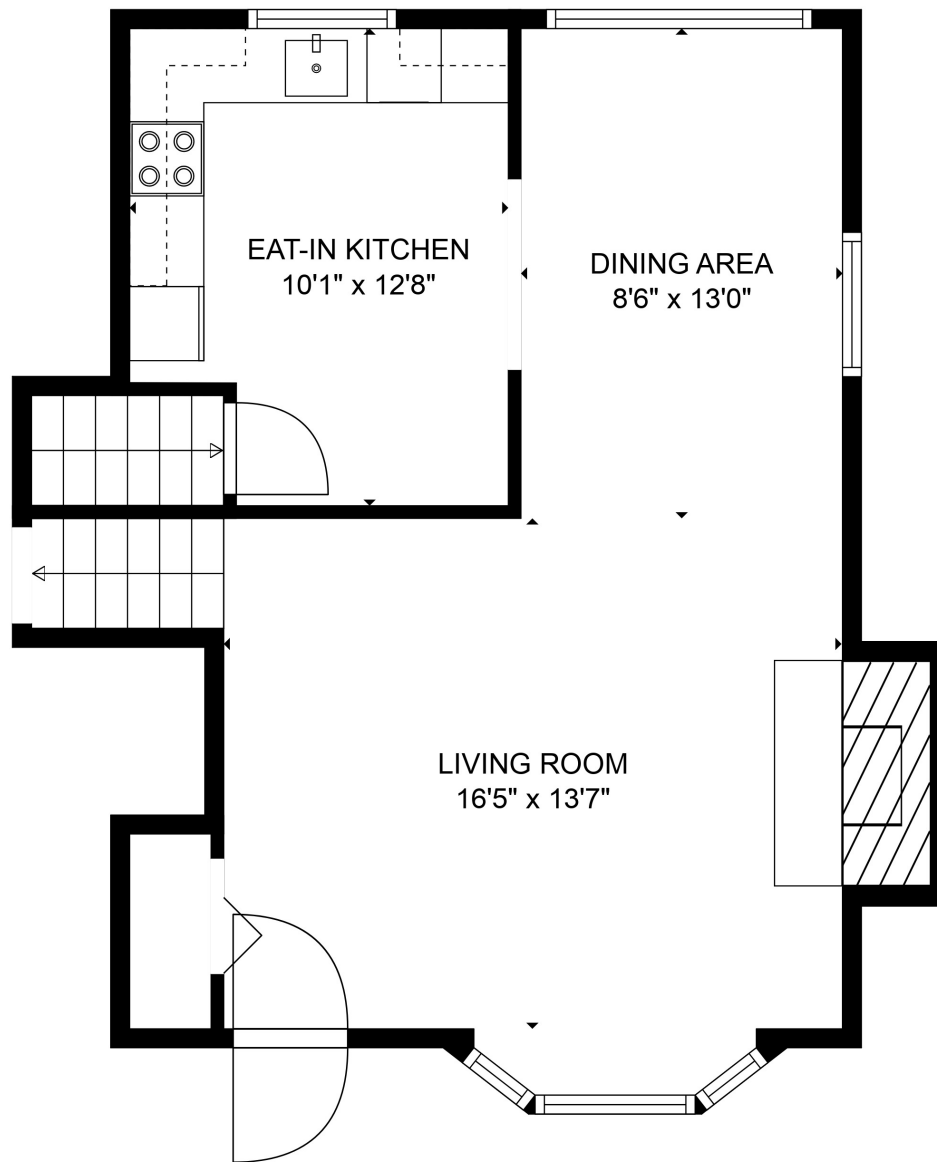 EAT-IN KITCHEN
10'1" x 12'8"
DINING AREA
8'6" x 13'0"
LIVING ROOM
16'5" x 13'7"